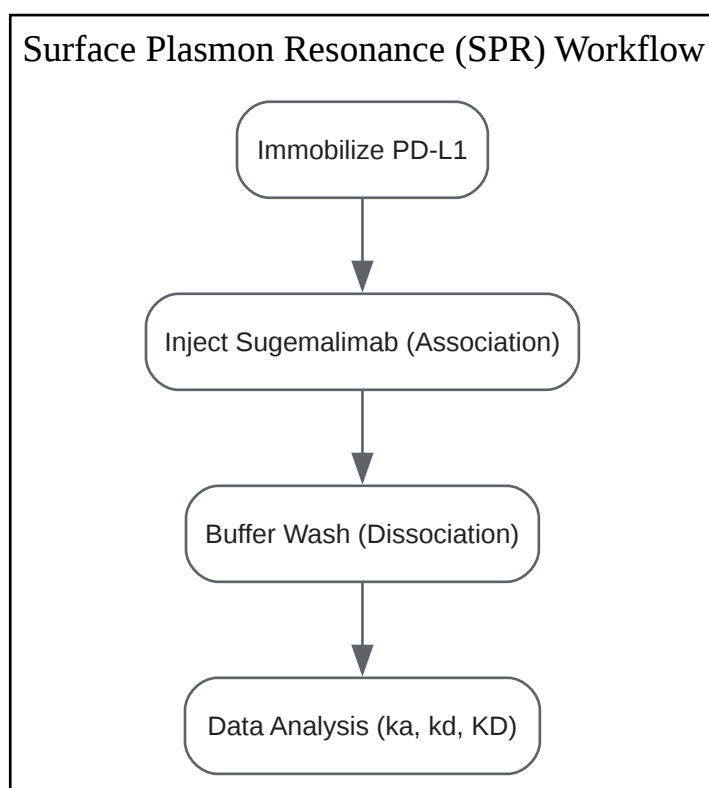 Surface Plasmon Resonance (SPR) Workflow
Immobilize PD-L1
Inject Sugemalimab (Association)
Buffer Wash (Dissociation)
Data Analysis (ka, kd, KD)